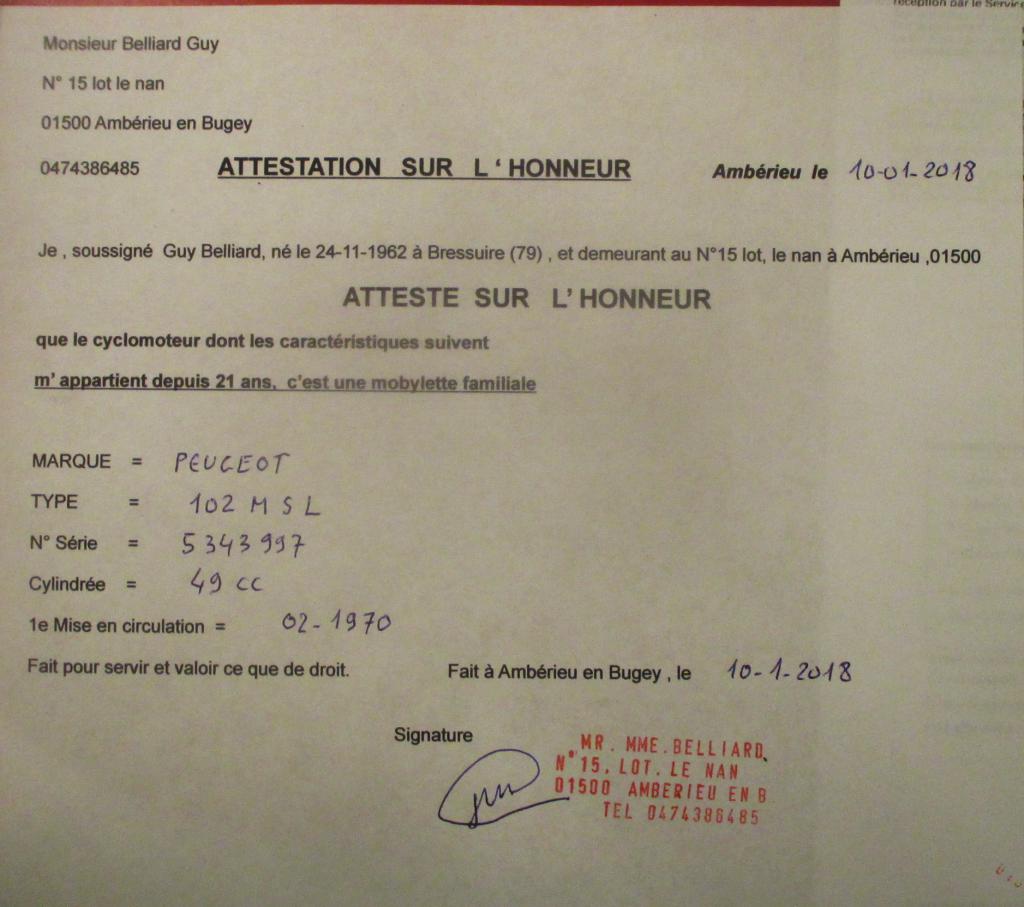 réception par le Servic
Monsieur Belliard Guy
N° 15 lot le nan
01500 Ambérieu en Bugey
0474386485 ATTESTATION SUR L ' HONNEUR Ambérieu le 10-01-2018
Je , soussigné Guy Belliard, né le 24-11-1962 à Bressuire (79) , et demeurant au N°15 lot, le nan à Ambérieu ,01500
ATTESTE SUR L' HONNEUR
que le cyclomoteur dont les caractéristiques suivent
m' appartient depuis 21 ans, c'est une mobylette familiale
MARQUE = PEUGEOT
TYPE = 102 M S L
N° Série = 5343997
Cylindrée = 49 cc
1e Mise en circulation = 02-1970
Fait pour servir et valoir ce que de droit. Fait à Ambérieu en Bugey , le 10-1-2018
Signature
MR. MME.BELLIARD.
N°15, LOT. LE NAN
01500 AMBERIEU EN B
TEL 0474386485